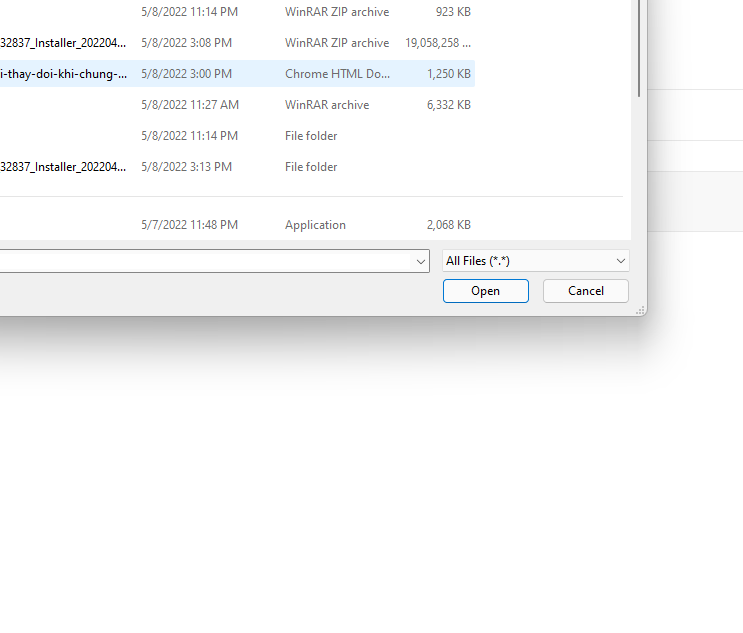 5/8/2022 11:14 PM WinRAR ZIP archive 923 KB
32837_Installer_202204... 5/8/2022 3:08 PM WinRAR ZIP archive 19,058,258 ...
i-thay-doi-khi-chung-... 5/8/2022 3:00 PM Chrome HTML Do... 1,250 KB
5/8/2022 11:27 AM WinRAR archive 6,332 KB
5/8/2022 11:14 PM File folder
32837_Installer_202204... 5/8/2022 3:13 PM File folder
5/7/2022 11:48 PM Application 2,068 KB
All Files (*.*)
Open Cancel